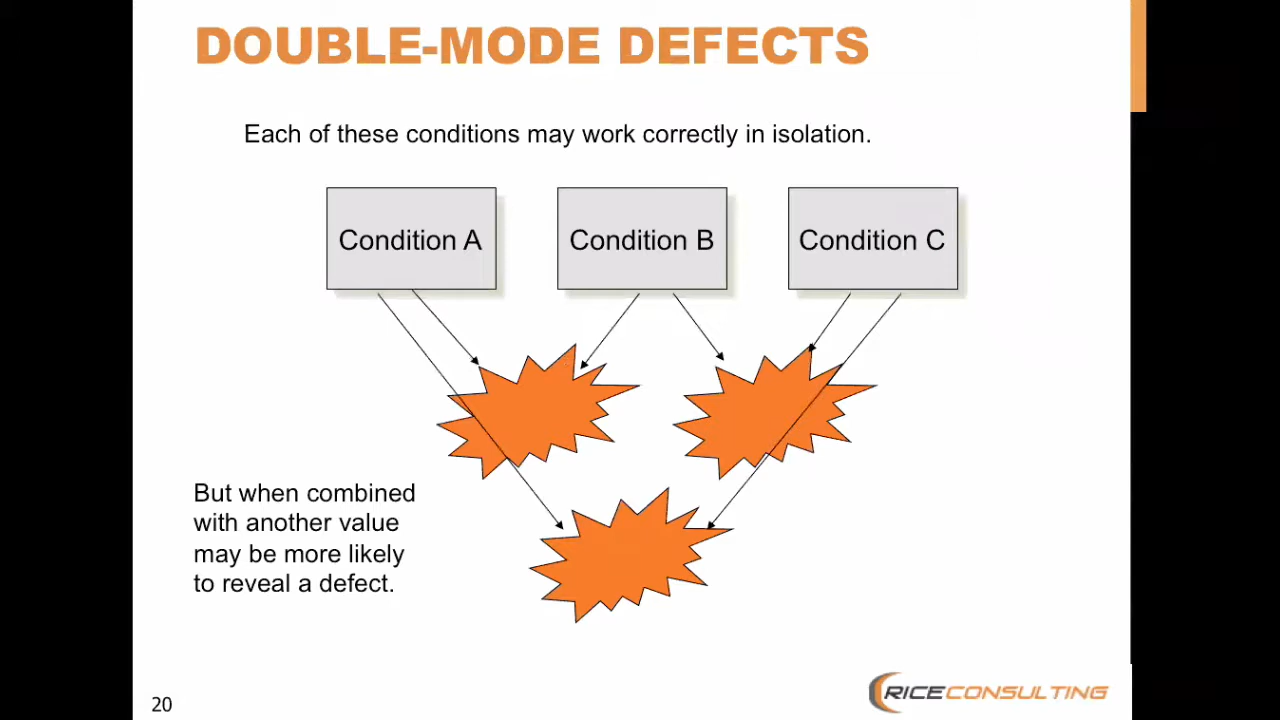 DOUBLE-MODE DEFECTS
Each of these conditions may work correctly in isolation.
Condition A
Condition B
Condition C
But when combined
with another value
may be more likely
to reveal a defect.
20
RICECONSULTING